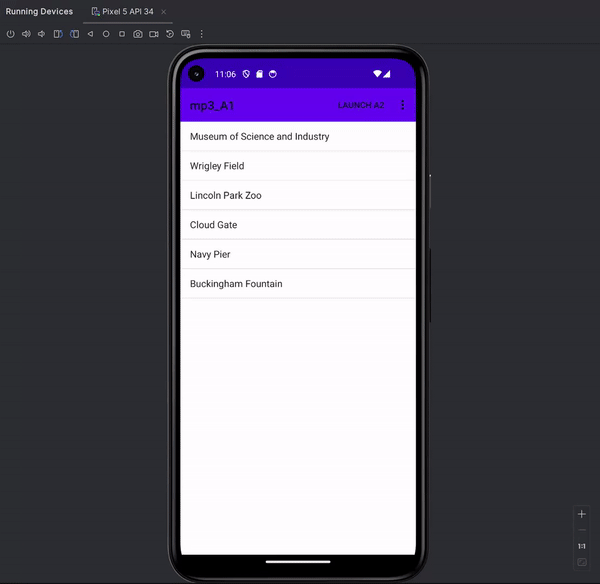 Running Devices
Pixel 5 API 34
11:06
mp3_A1
LAUNCH A2
Museum of Science and Industry
Wrigley Field
Lincoln Park Zoo
Cloud Gate
Navy Pier
Buckingham Fountain
1:1